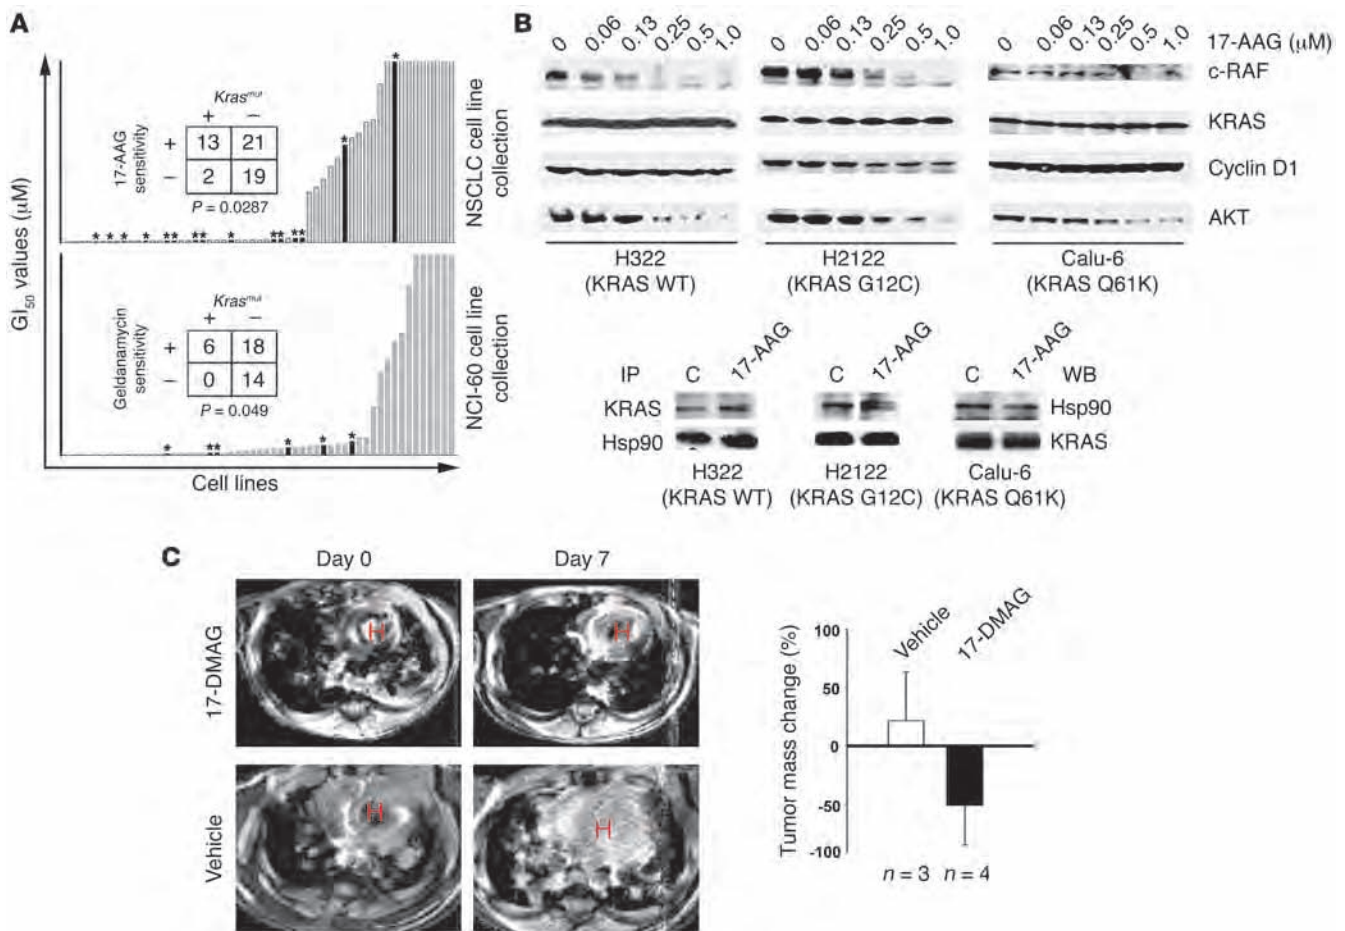 A
GI50 values (μM)
Kras^mut
+ −
17-AAG
sensitivity
+ 13 21
− 2 19
P = 0.0287
* * * * ** ** * ** ** * *
NSCLC cell line
collection
Kras^mut
+ −
Geldanamycin
sensitivity
+ 6 18
− 0 14
P = 0.049
* ** * * *
NCI-60 cell line
collection
Cell lines
B
0 0.06 0.13 0.25 0.5 1.0
0 0.06 0.13 0.25 0.5 1.0
0 0.06 0.13 0.25 0.5 1.0
17-AAG (μM)
c-RAF
KRAS
Cyclin D1
AKT
H322
(KRAS WT)
H2122
(KRAS G12C)
Calu-6
(KRAS Q61K)
IP C 17-AAG C 17-AAG C 17-AAG WB
KRAS Hsp90
Hsp90 KRAS
H322
(KRAS WT)
H2122
(KRAS G12C)
Calu-6
(KRAS Q61K)
C
Day 0 Day 7
17-DMAG
H H
Vehicle
H H
Tumor mass change (%)
Vehicle 17-DMAG
100
50
0
-50
-100
n = 3 n = 4